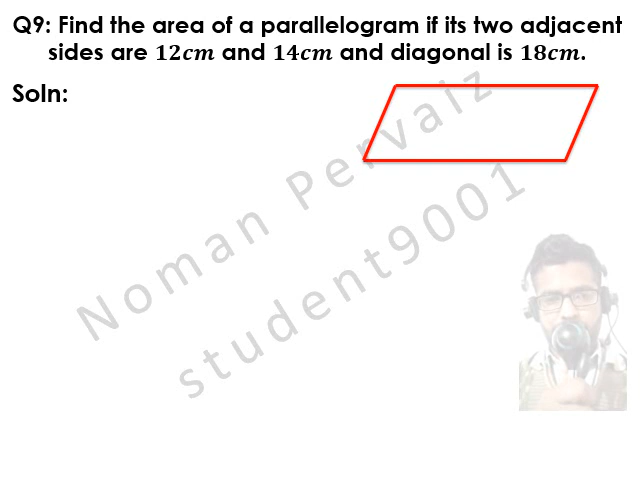 Q9: Find the area of a parallelogram if its two adjacent
sides are 12cm and 14cm and diagonal is 18cm.
Soln:
Noman Pervaiz
student9001